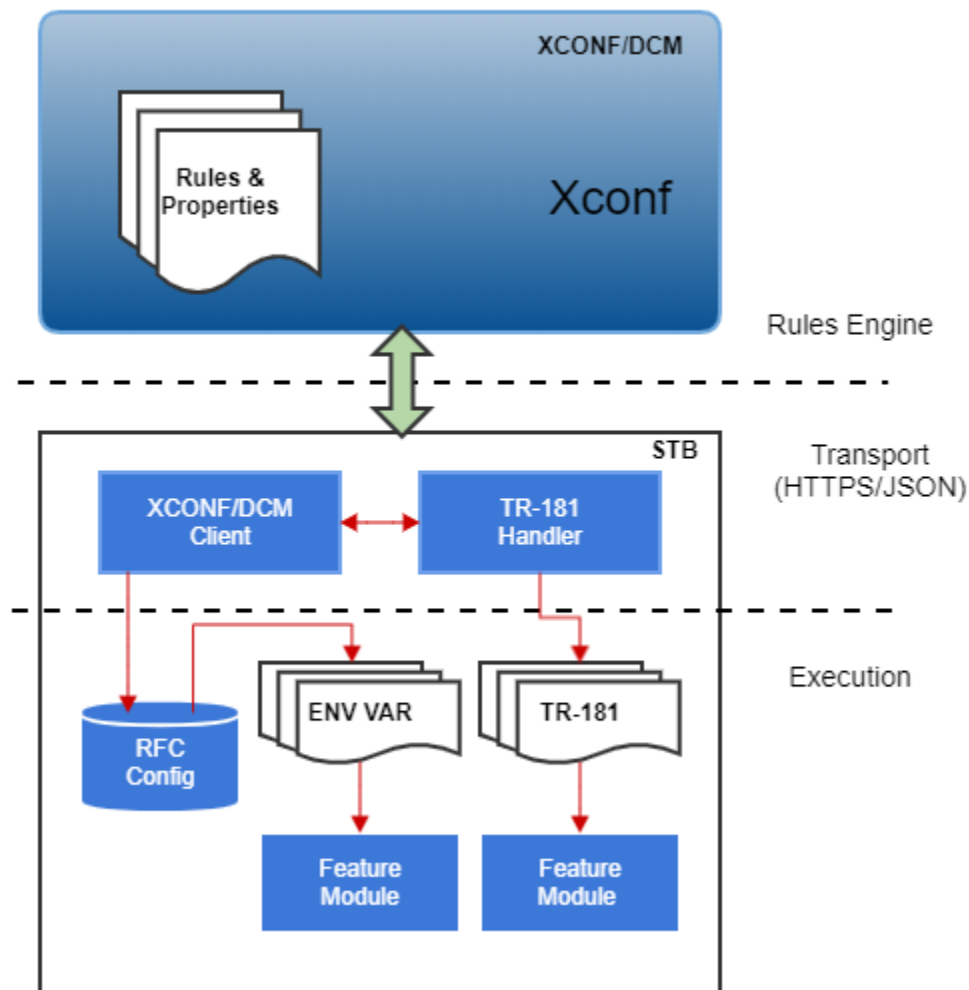 XCONF/DCM
Rules &
Properties
Xconf
Rules Engine
STB
Transport
(HTTPS/JSON)
XCONF/DCM
Client
TR-181
Handler
Execution
ENV VAR
TR-181
RFC
Config
Feature
Module
Feature
Module